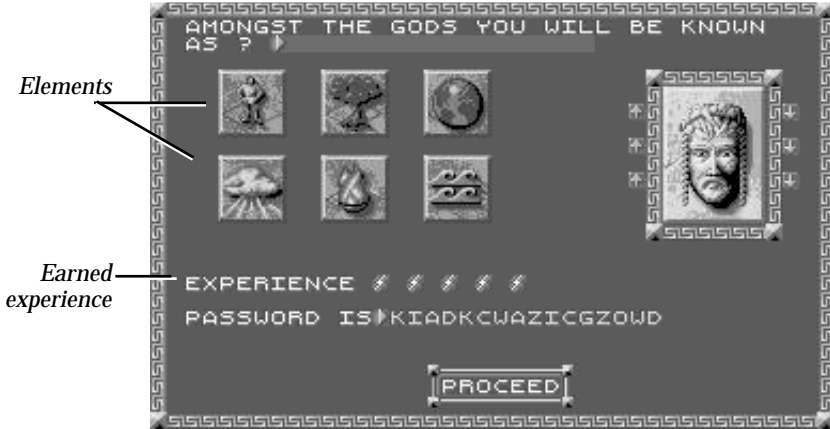 AMONGST THE GODS YOU WILL BE KNOWN
AS ?
Elements
Earned
experience
EXPERIENCE
PASSWORD IS KIADKCWAZICGZOWD
PROCEED